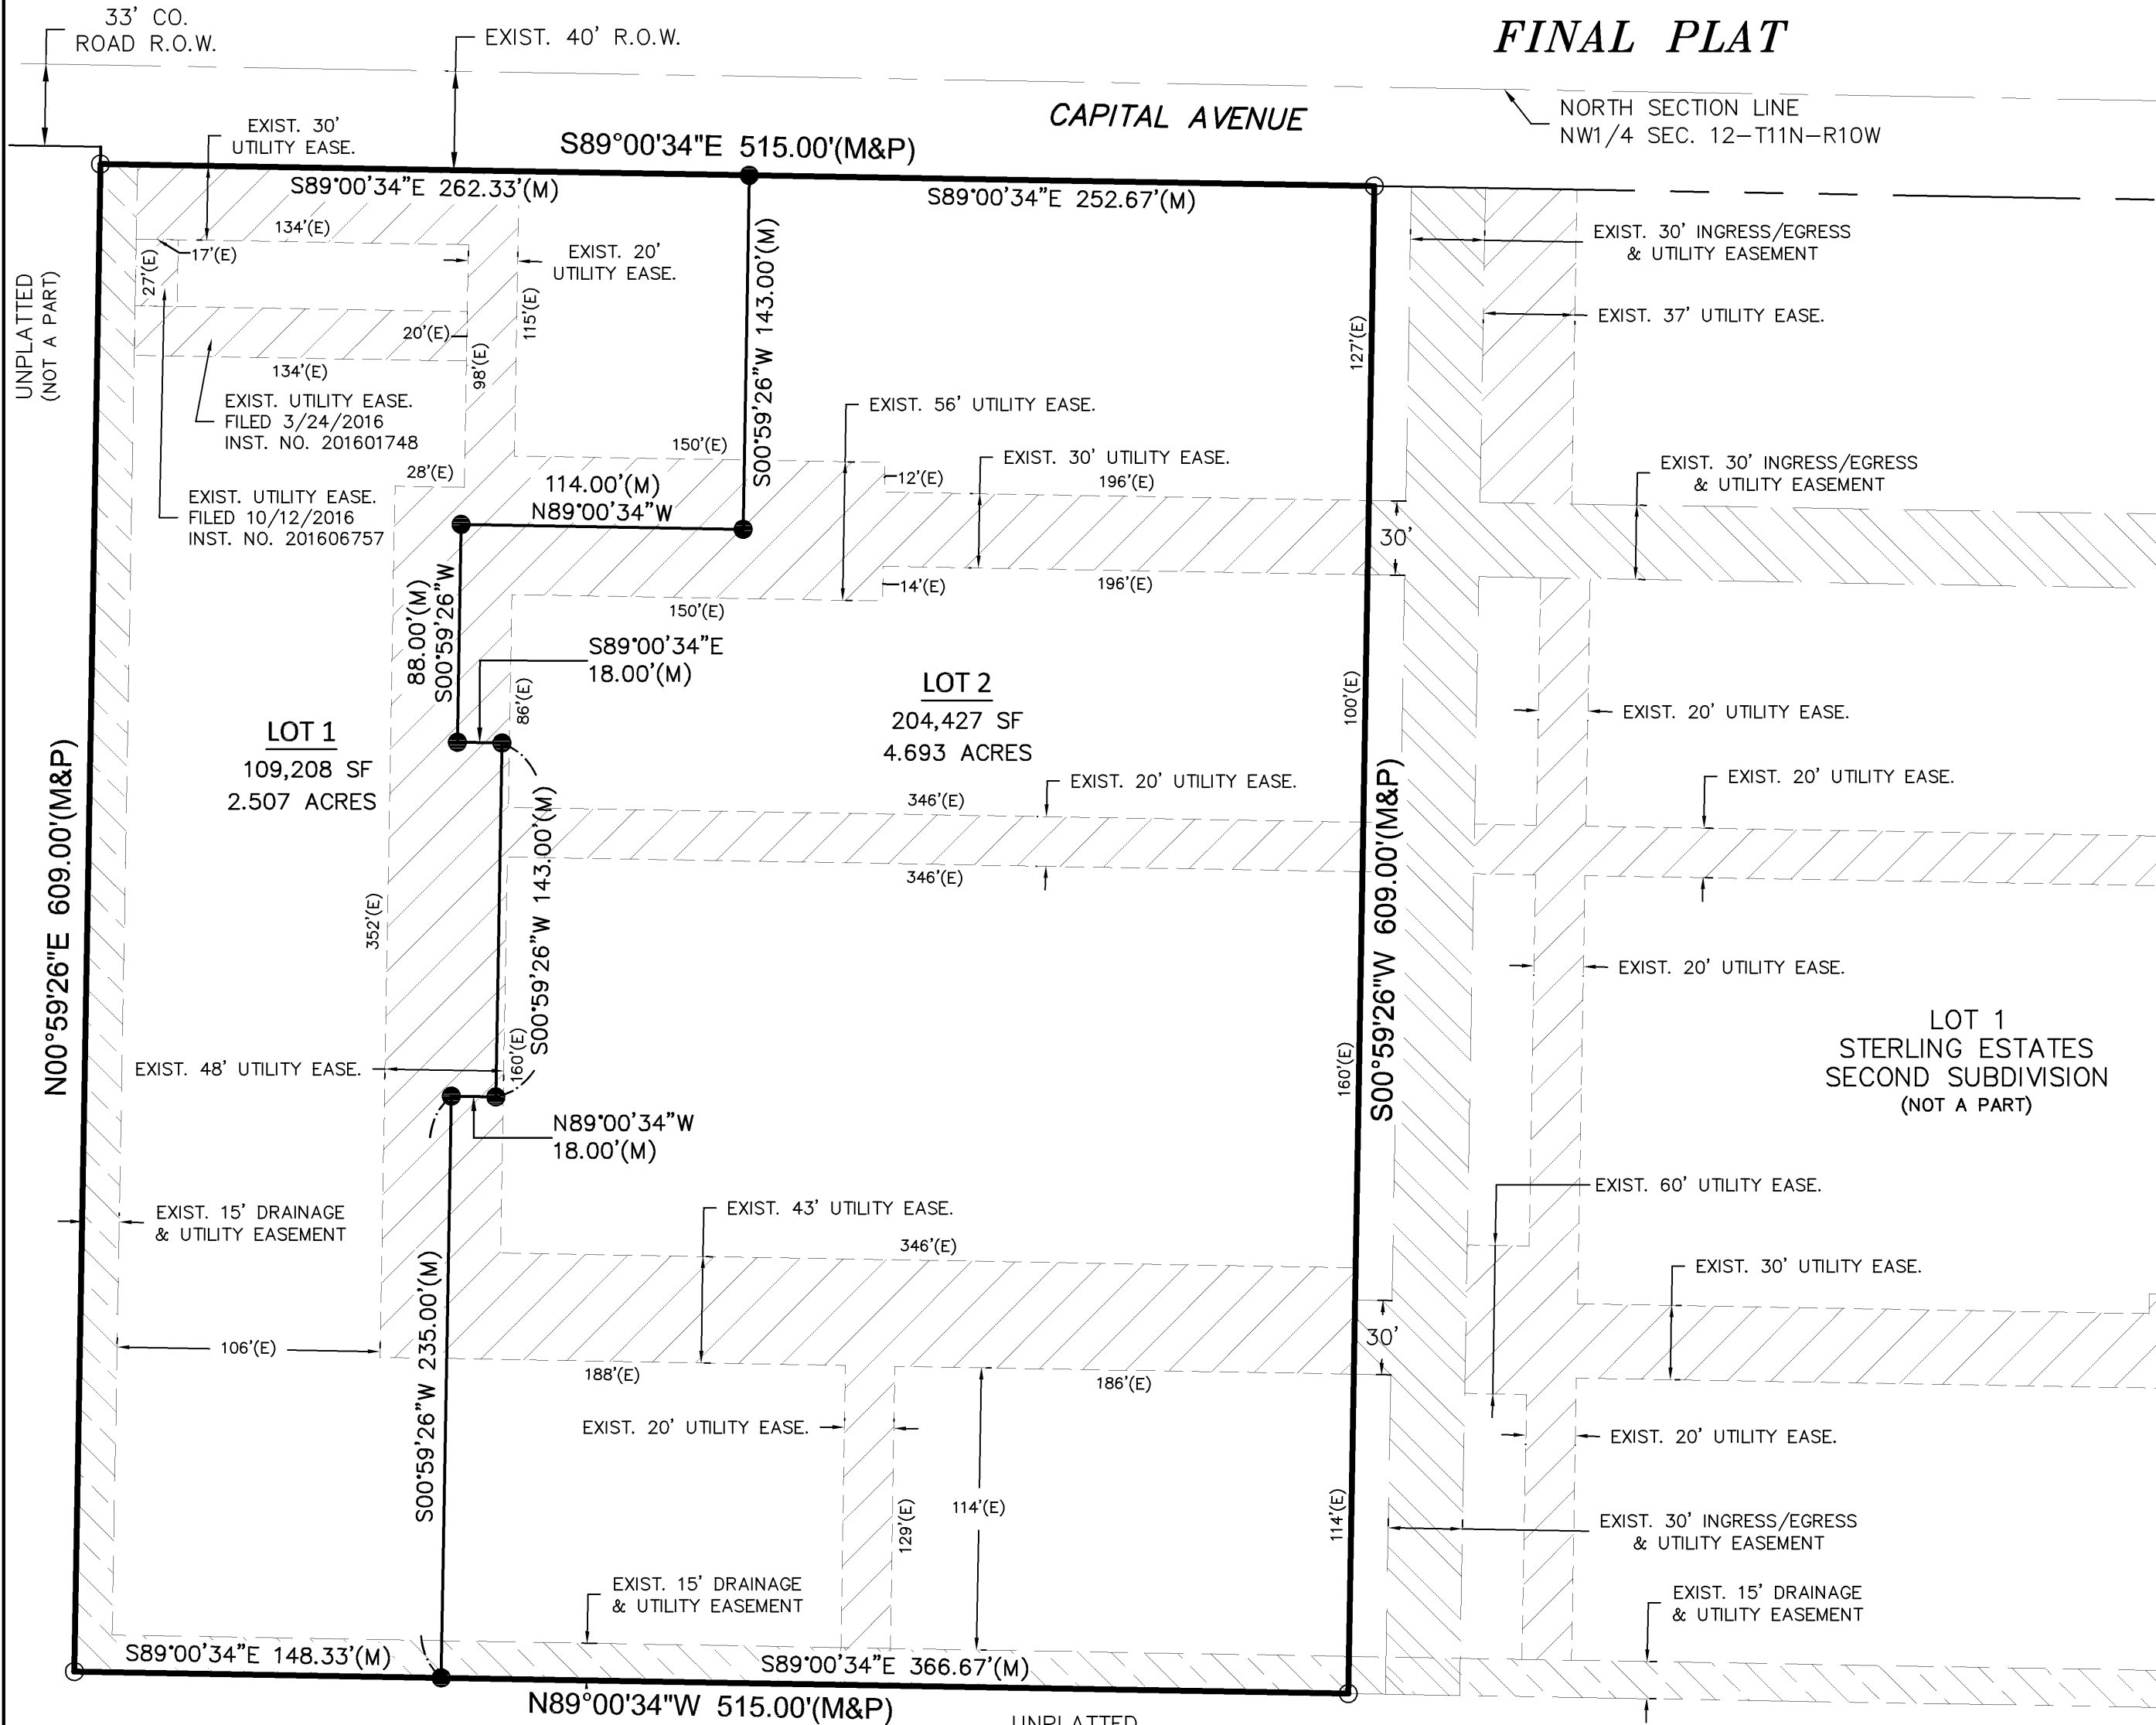 33' CO.
ROAD R.O.W.
EXIST. 40' R.O.W.
FINAL PLAT
CAPITAL AVENUE
NORTH SECTION LINE
NW1/4 SEC. 12-T11N-R10W
EXIST. 30'
UTILITY EASE.
S89°00'34"E 515.00'(M&P)
S89°00'34"E 262.33'(M)
S89°00'34"E 252.67'(M)
134'(E)
17'(E)
27'(E)
EXIST. 20'
UTILITY EASE.
115'(E)
S00°59'26"W 143.00'(M)
EXIST. 30' INGRESS/EGRESS
& UTILITY EASEMENT
EXIST. 37' UTILITY EASE.
UNPLATTED
(NOT A PART)
20'(E)
98'(E)
134'(E)
127'(E)
EXIST. UTILITY EASE.
FILED 3/24/2016
INST. NO. 201601748
EXIST. 56' UTILITY EASE.
150'(E)
EXIST. 30' UTILITY EASE.
28'(E)
12'(E)
196'(E)
EXIST. 30' INGRESS/EGRESS
& UTILITY EASEMENT
EXIST. UTILITY EASE.
FILED 10/12/2016
INST. NO. 201606757
114.00'(M)
N89°00'34"W
30'
14'(E)
196'(E)
150'(E)
88.00'(M)
S00°59'26"W
S89°00'34"E
18.00'(M)
86'(E)
LOT 2
204,427 SF
4.693 ACRES
100'(E)
EXIST. 20' UTILITY EASE.
LOT 1
109,208 SF
2.507 ACRES
EXIST. 20' UTILITY EASE.
346'(E)
EXIST. 20' UTILITY EASE.
N00°59'26"E 609.00'(M&P)
S00°59'26"W 143.00'(M)
346'(E)
S00°59'26"W 609.00'(M&P)
352'(E)
EXIST. 20' UTILITY EASE.
LOT 1
STERLING ESTATES
SECOND SUBDIVISION
(NOT A PART)
EXIST. 48' UTILITY EASE.
160'(E)
160'(E)
N89°00'34"W
18.00'(M)
EXIST. 60' UTILITY EASE.
EXIST. 15' DRAINAGE
& UTILITY EASEMENT
EXIST. 43' UTILITY EASE.
346'(E)
EXIST. 30' UTILITY EASE.
S00°59'26"W 235.00'(M)
106'(E)
30'
188'(E)
186'(E)
EXIST. 20' UTILITY EASE.
EXIST. 20' UTILITY EASE.
129'(E)
114'(E)
114'(E)
EXIST. 30' INGRESS/EGRESS
& UTILITY EASEMENT
EXIST. 15' DRAINAGE
& UTILITY EASEMENT
EXIST. 15' DRAINAGE
& UTILITY EASEMENT
S89°00'34"E 148.33'(M)
S89°00'34"E 366.67'(M)
N89°00'34"W 515.00'(M&P)
UNPLATTED